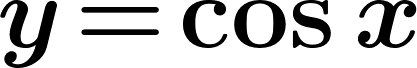 y = cos x